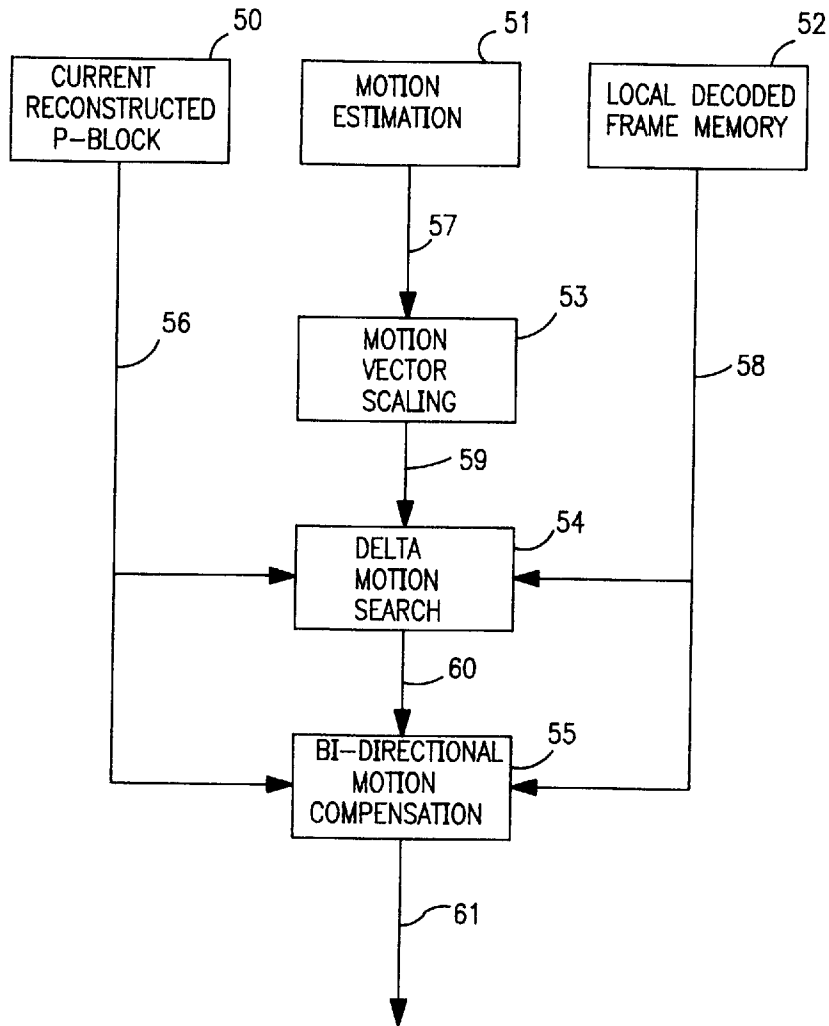 50
51
52
CURRENT
RECONSTRUCTED
P-BLOCK
MOTION
ESTIMATION
LOCAL DECODED
FRAME MEMORY
57
56
53
58
MOTION
VECTOR
SCALING
59
54
DELTA
MOTION
SEARCH
60
55
BI-DIRECTIONAL
MOTION
COMPENSATION
61